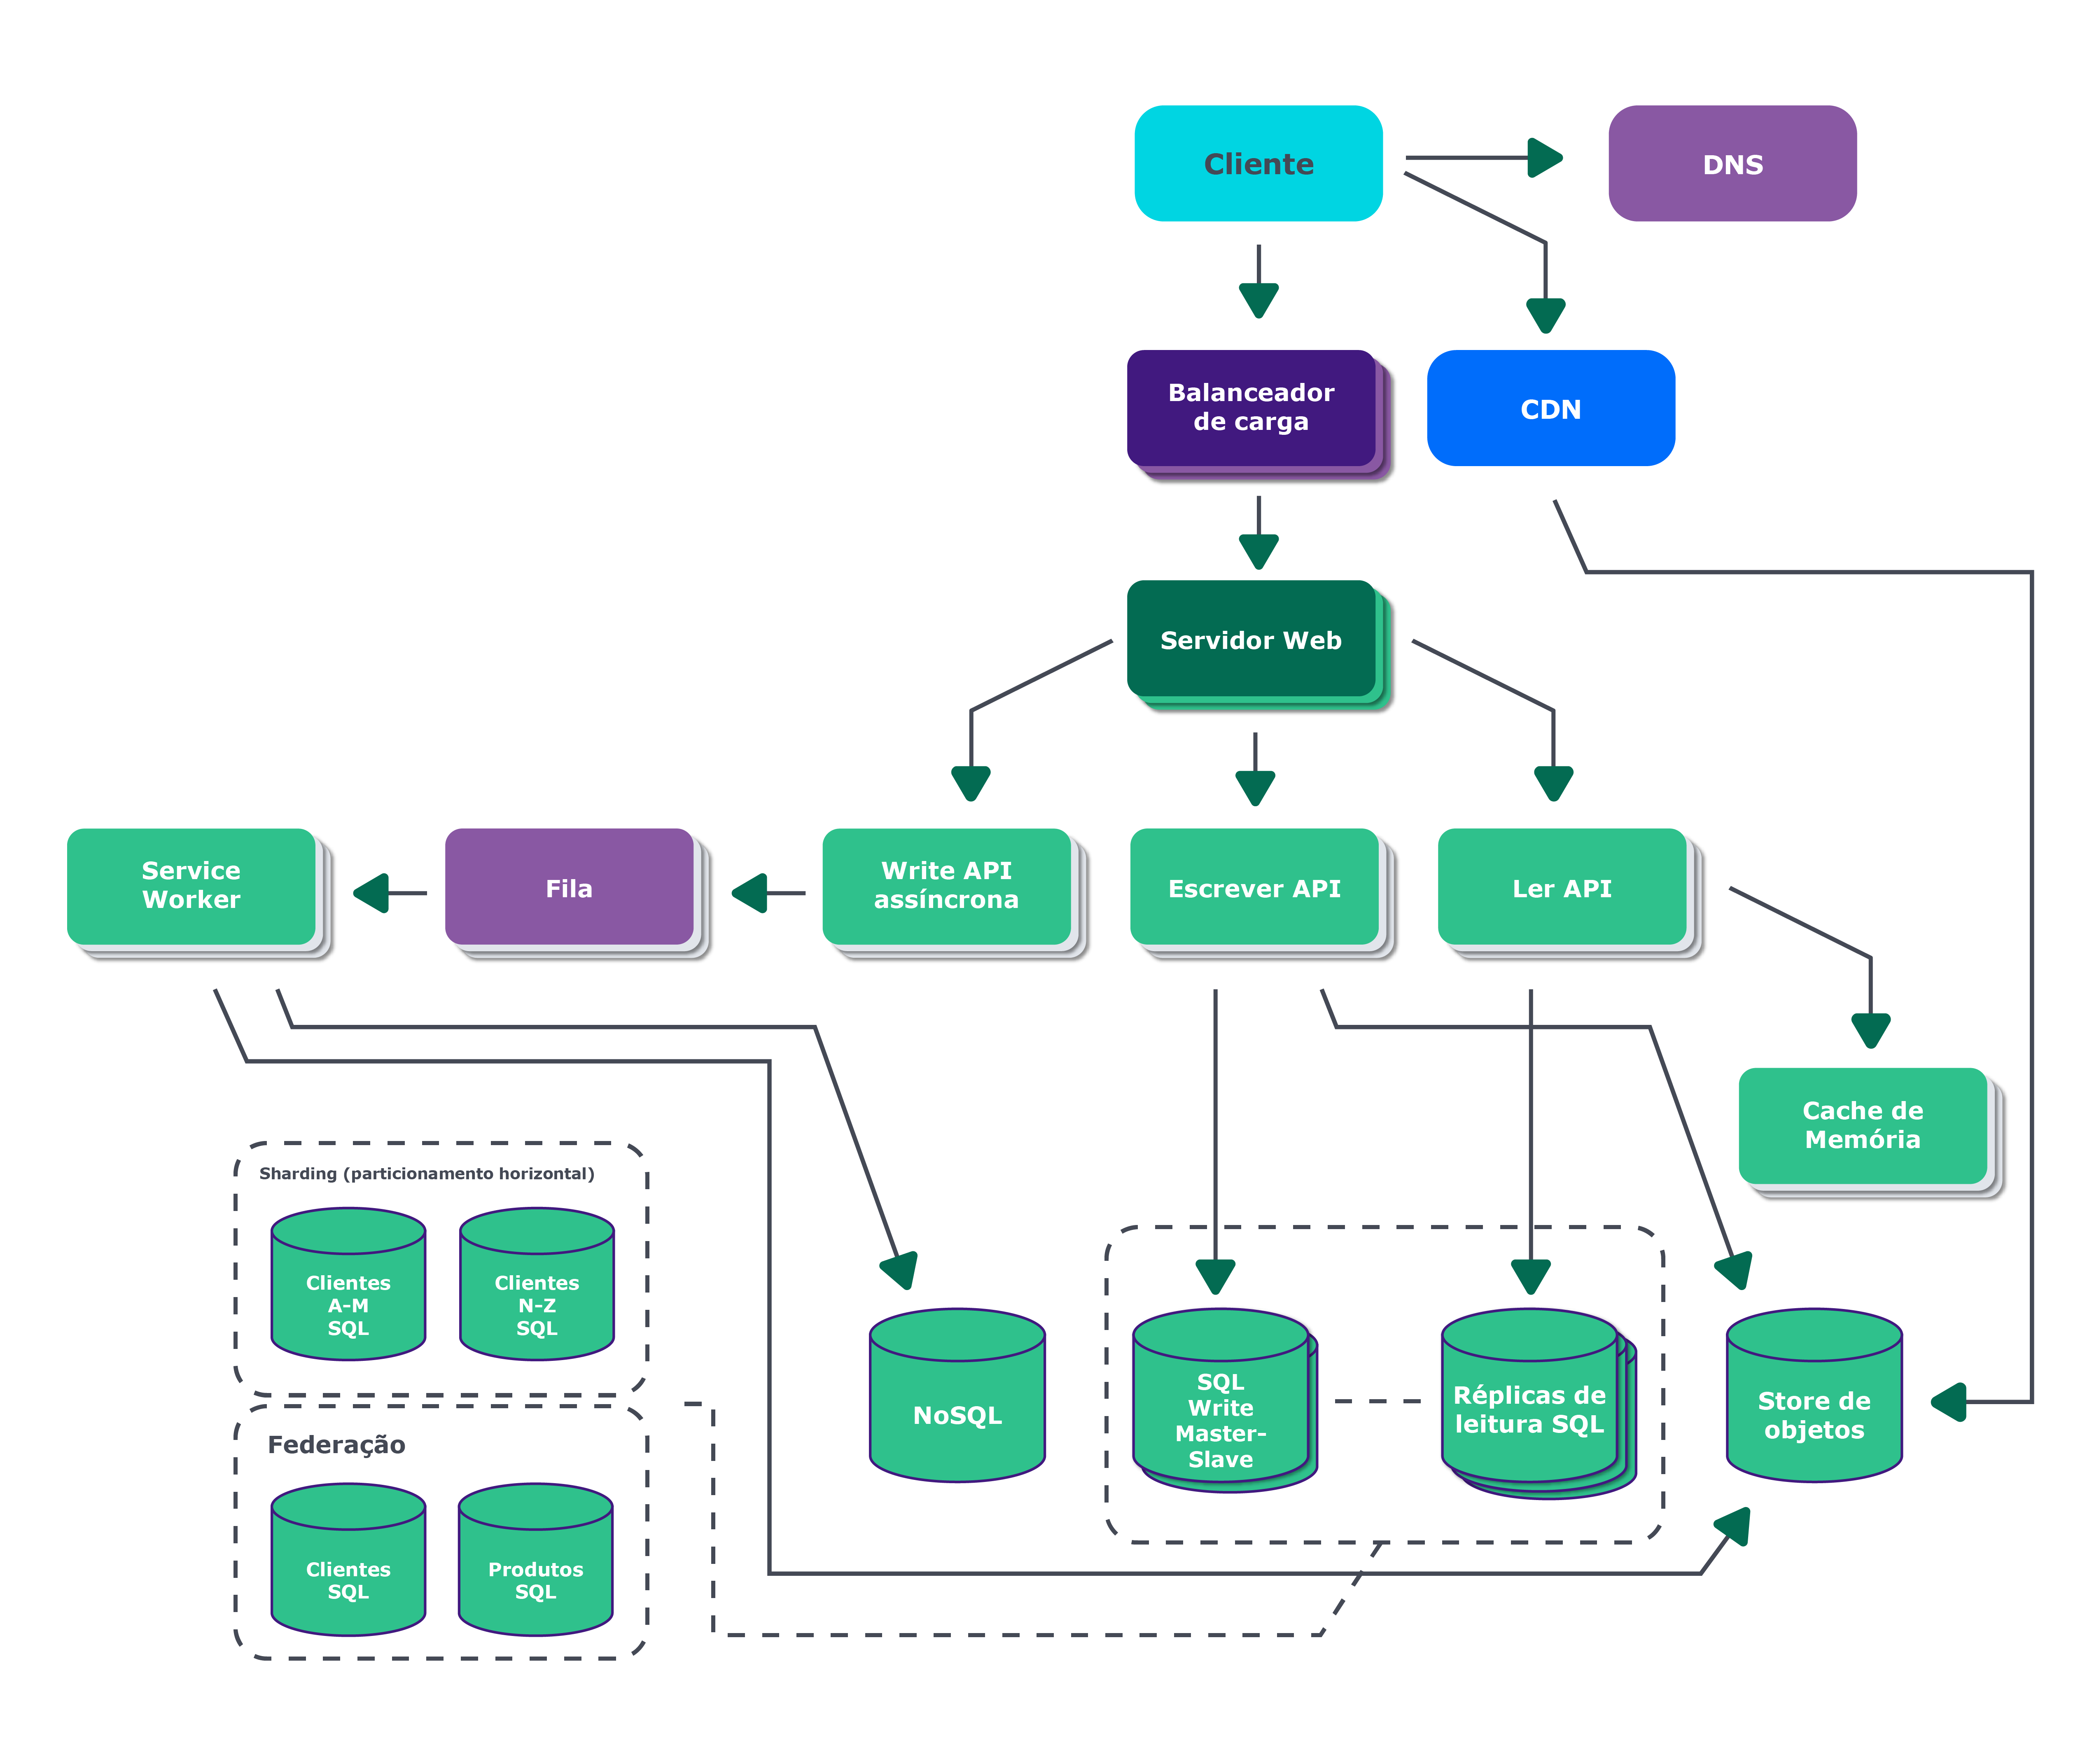 Cliente
DNS
Balanceador
de carga
CDN
Servidor Web
Service
Worker
Fila
Write API
assíncrona
Escrever API
Ler API
Cache de
Memória
Sharding (particionamento horizontal)
Clientes
A-M
SQL
Clientes
N-Z
SQL
NoSQL
SQL
Write
Master-
Slave
Réplicas de
leitura SQL
Store de
objetos
Federação
Clientes
SQL
Produtos
SQL